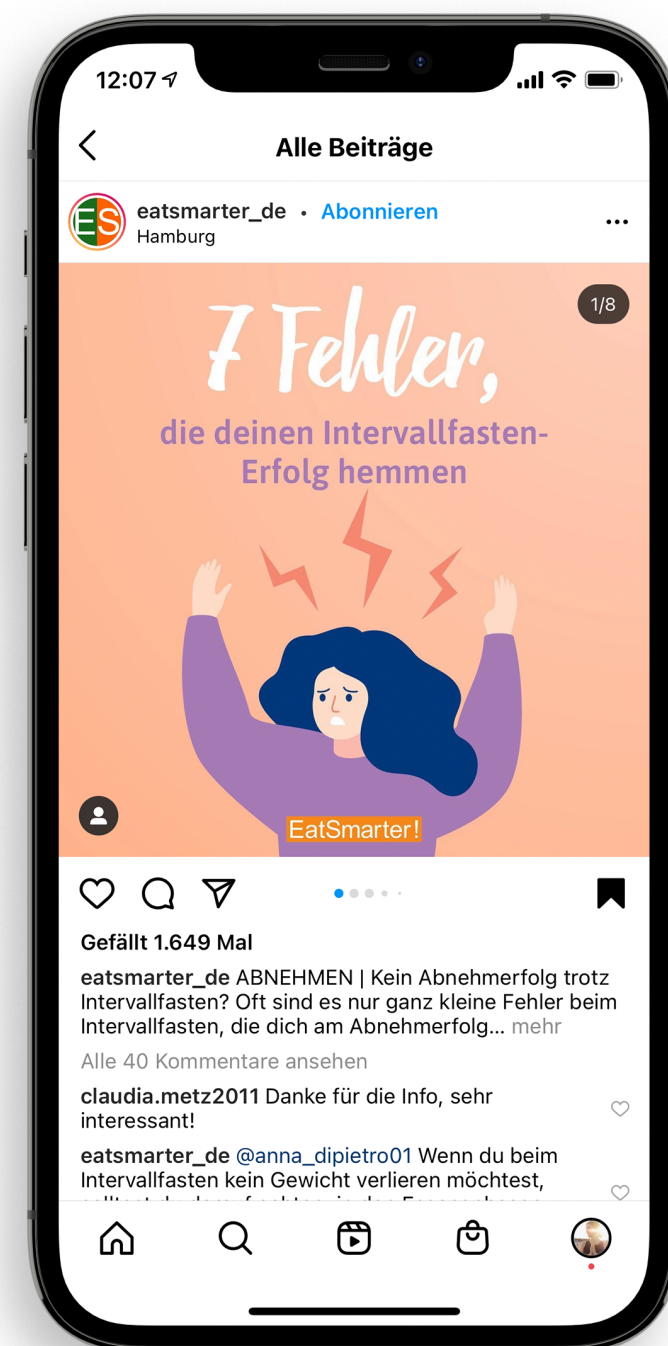 12:07
Alle Beiträge
ES
eatsmarter_de • Abonnieren
Hamburg
1/8
7 Fehler,
die deinen Intervallfasten-
Erfolg hemmen
EatSmarter!
Gefällt 1.649 Mal
eatsmarter_de ABNEHMEN | Kein Abnehmerfolg trotz
Intervallfasten? Oft sind es nur ganz kleine Fehler beim
Intervallfasten, die dich am Abnehmerfolg... mehr
Alle 40 Kommentare ansehen
claudia.metz2011 Danke für die Info, sehr
interessant!
eatsmarter_de @anna_dipietro01 Wenn du beim
Intervallfasten kein Gewicht verlieren möchtest,